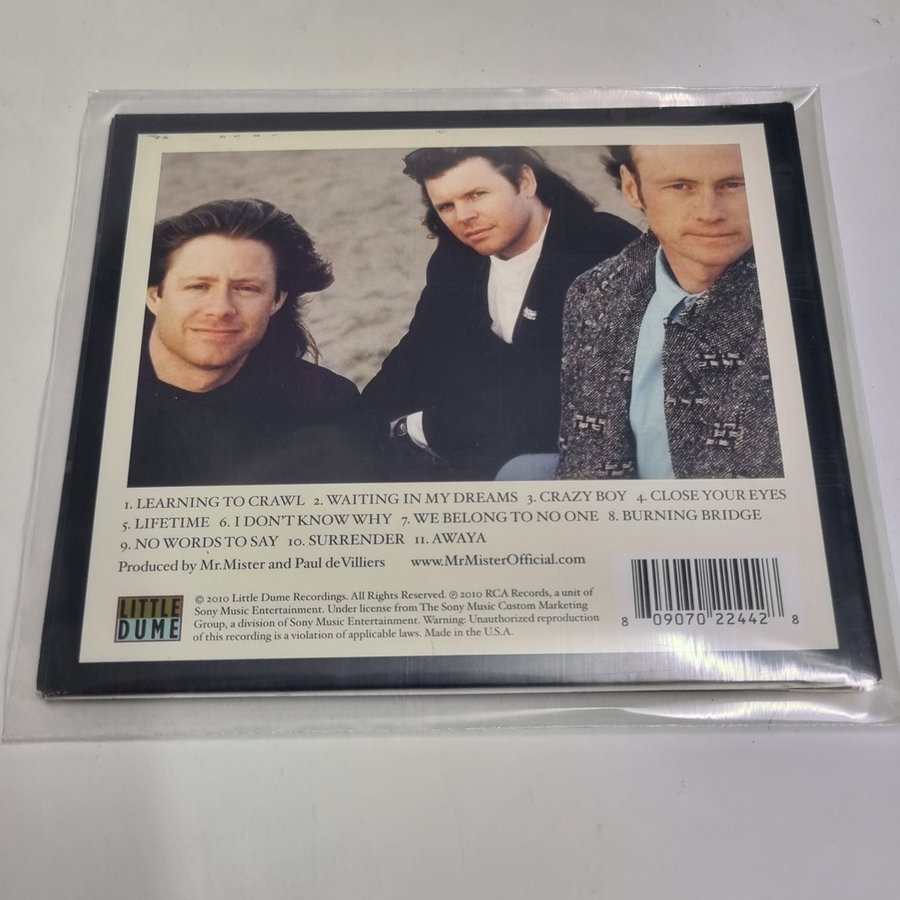 1. LEARNING TO CRAWL 2. WAITING IN MY DREAMS 3. CRAZY BOY 4. CLOSE YOUR EYES
5. LIFETIME 6. I DON'T KNOW WHY 7. WE BELONG TO NO ONE 8. BURNING BRIDGE
9. NO WORDS TO SAY 10. SURRENDER 11. AWAYA
Produced by Mr. Mister and Paul deVilliers www.MrMisterOfficial.com
LITTLE
DUME
© 2010 Little Dume Recordings. All Rights Reserved. ℗ 2010 RCA Records, a unit of
Sony Music Entertainment. Under license from The Sony Music Custom Marketing
Group, a division of Sony Music Entertainment. Warning: Unauthorized reproduction
of this recording is a violation of applicable laws. Made in the U.S.A.
8 09070 22442 8